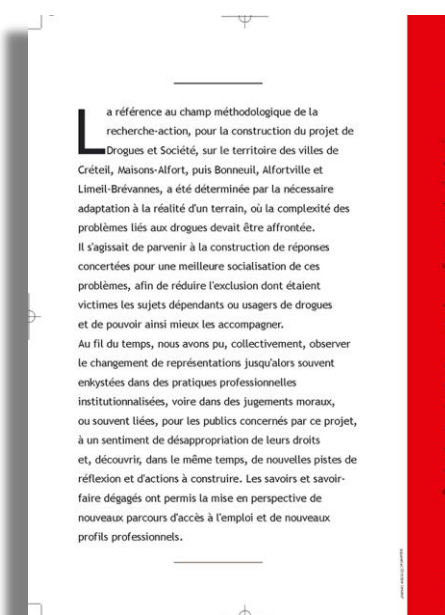 La référence au champ méthodologique de la
recherche-action, pour la construction du projet de
Drogues et Société, sur le territoire des villes de
Créteil, Maisons-Alfort, puis Bonneuil, Alfortville et
Limeil-Brévannes, a été déterminée par la nécessaire
adaptation à la réalité d'un terrain, où la complexité des
problèmes liés aux drogues devait être affrontée.
Il s'agissait de parvenir à la construction de réponses
concertées pour une meilleure socialisation de ces
problèmes, afin de réduire l'exclusion dont étaient
victimes les sujets dépendants ou usagers de drogues
et de pouvoir ainsi mieux les accompagner.
Au fil du temps, nous avons pu, collectivement, observer
le changement de représentations jusqu'alors souvent
enkystées dans des pratiques professionnelles
institutionnalisées, voire dans des jugements moraux,
ou souvent liées, pour les publics concernés par ce projet,
à un sentiment de désappropriation de leurs droits
et, découvrir, dans le même temps, de nouvelles pistes de
réflexion et d'actions à construire. Les savoirs et savoir-
faire dégagés ont permis la mise en perspective de
nouveaux parcours d'accès à l'emploi et de nouveaux
profils professionnels.